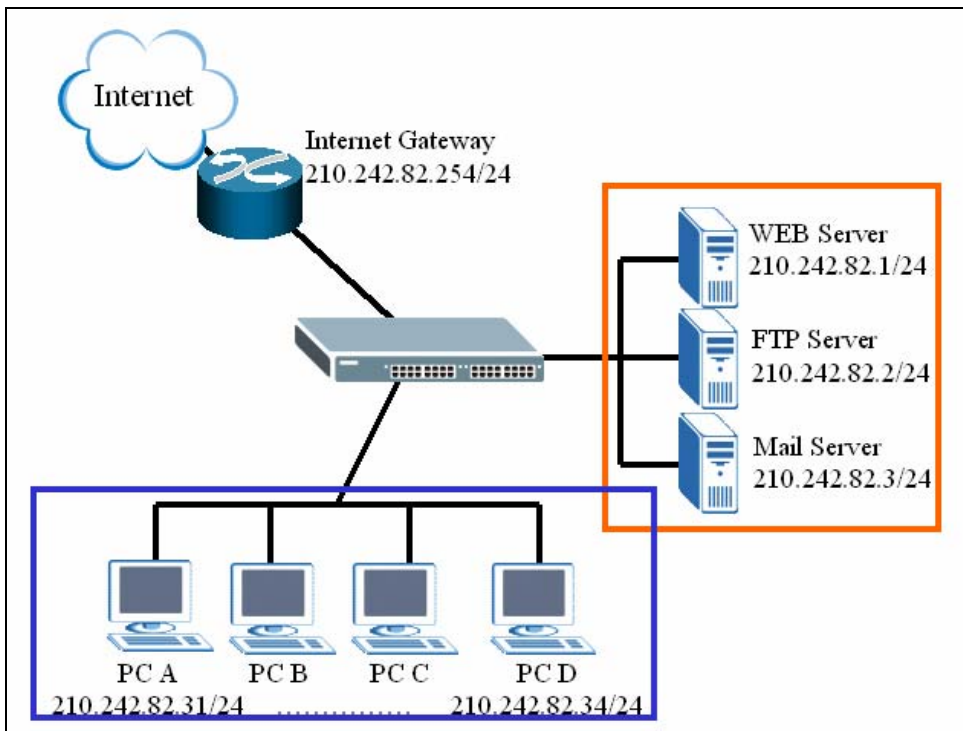 Internet
Internet Gateway
210.242.82.254/24
WEB Server
210.242.82.1/24
FTP Server
210.242.82.2/24
Mail Server
210.242.82.3/24
PC A PC B PC C PC D
210.242.82.31/24 ............... 210.242.82.34/24